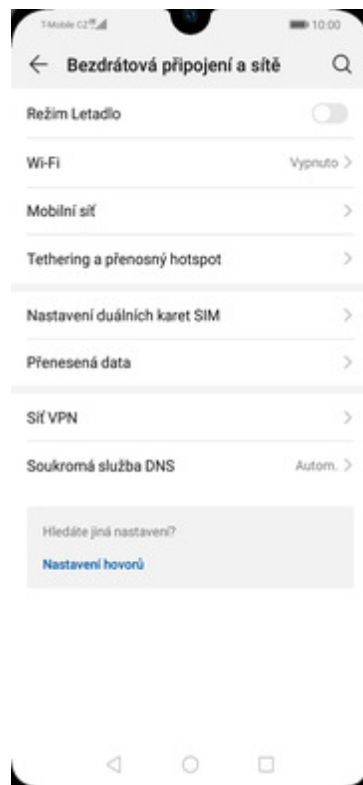 T-Mobile CZ 10:00
Bezdrátová připojení a sítě
Režim Letadlo
Wi-Fi Vypnuto
Mobilní síť
Tethering a přenosný hotspot
Nastavení duálních karet SIM
Přenesená data
Síť VPN
Soukromá služba DNS Autom.
Hledáte jiná nastavení?
Nastavení hovorů